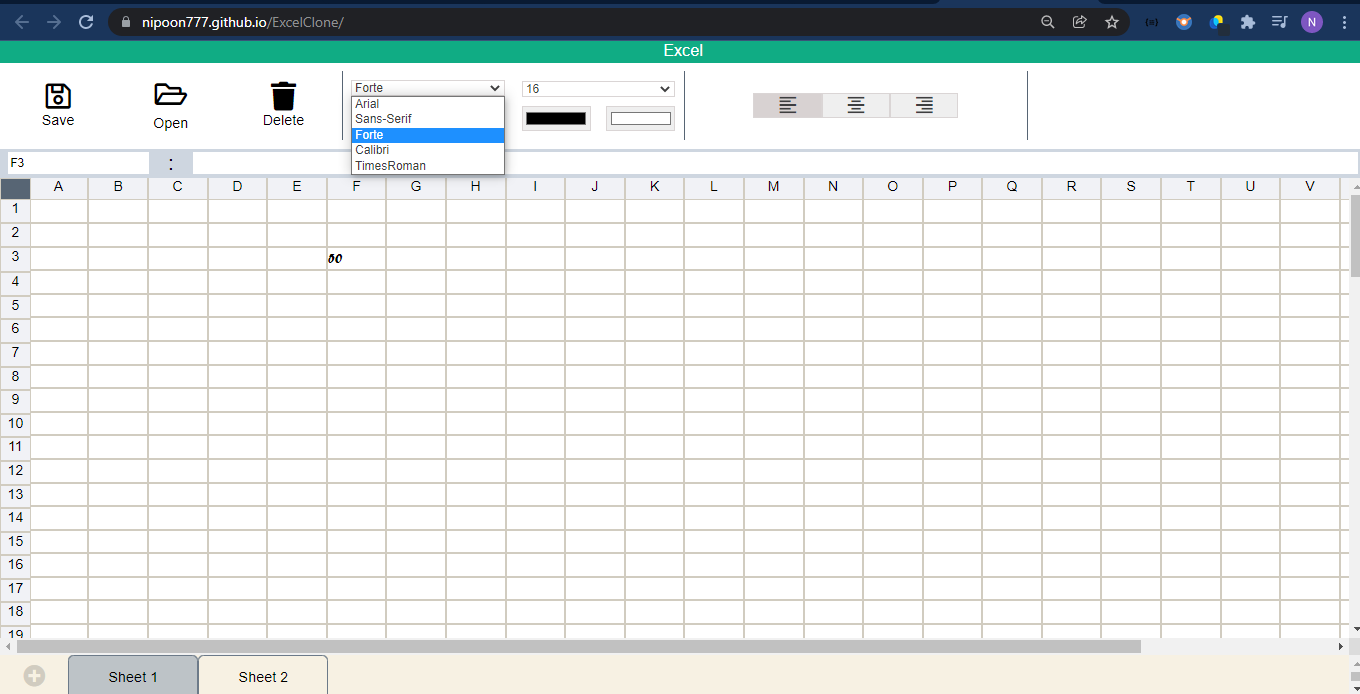 nipoon777.github.io/ExcelClone/
N
Excel
Save
Open
Delete
Forte
16
Arial
Sans-Serif
Forte
Calibri
TimesRoman
F3
:
A B C D E F G H I J K L M N O P Q R S T U V
1
2
3 50
4
5
6
7
8
9
10
11
12
13
14
15
16
17
18
19
Sheet 1 Sheet 2